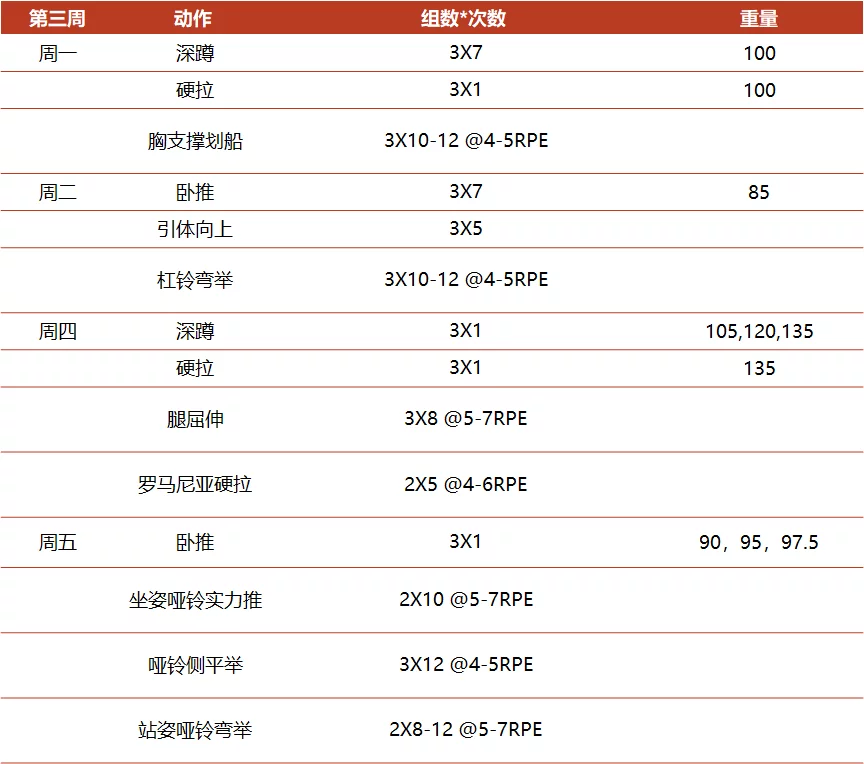 第三周 动作 组数*次数 重量
周一 深蹲 3X7 100
硬拉 3X1 100
胸支撑划船 3X10-12 @4-5RPE
周二 卧推 3X7 85
引体向上 3X5
杠铃弯举 3X10-12 @4-5RPE
周四 深蹲 3X1 105,120,135
硬拉 3X1 135
腿屈伸 3X8 @5-7RPE
罗马尼亚硬拉 2X5 @4-6RPE
周五 卧推 3X1 90，95，97.5
坐姿哑铃实力推 2X10 @5-7RPE
哑铃侧平举 3X12 @4-5RPE
站姿哑铃弯举 2X8-12 @5-7RPE